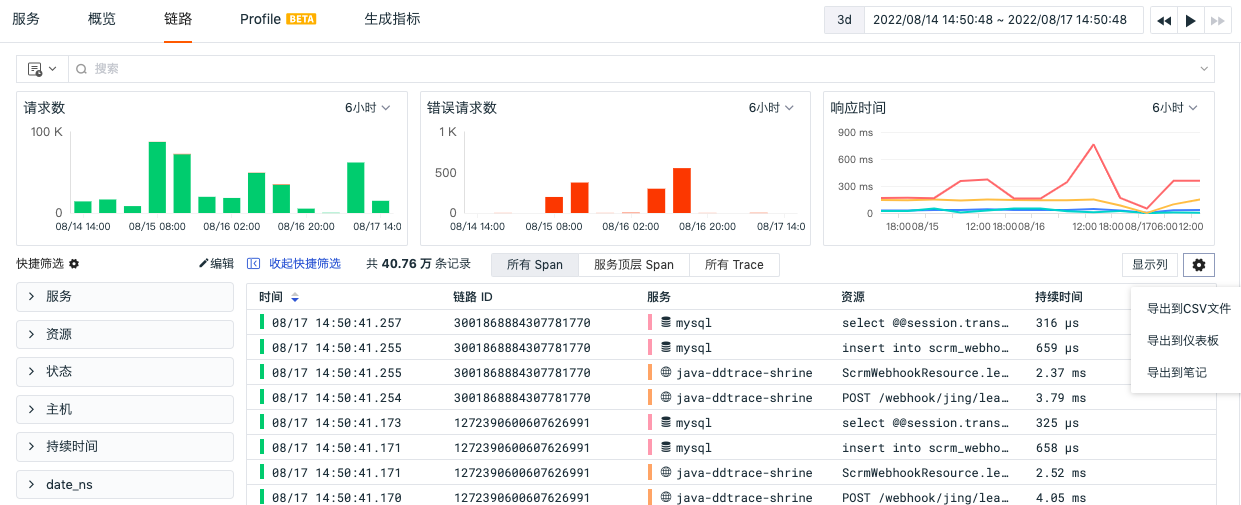 服务 概览 链路 Profile BETA 生成指标 3d 2022/08/14 14:50:48 ~ 2022/08/17 14:50:48
搜索
请求数 6小时
100 K
0
08/14 14:00 08/15 08:00 08/16 02:00 08/16 20:00 08/17 14:0
错误请求数 6小时
1 K
500
0
08/14 14:00 08/15 08:00 08/16 02:00 08/16 20:00 08/17 14:0
响应时间 6小时
900 ms
600 ms
300 ms
0
18:00 08/15 12:00 18:00 08/16 12:00 18:00 08/17 06:00 12:00
快捷筛选 编辑 收起快捷筛选 共 40.76 万 条记录 所有 Span 服务顶层 Span 所有 Trace 显示列
服务
资源
状态
主机
持续时间
date_ns
时间 链路 ID 服务 资源 持续时间
08/17 14:50:41.257 3001868884307781770 mysql select @@session.trans… 316 µs
08/17 14:50:41.255 3001868884307781770 mysql insert into scrm_webho… 659 µs
08/17 14:50:41.255 3001868884307781770 java-ddtrace-shrine ScrmWebhookResource.le… 2.37 ms
08/17 14:50:41.254 3001868884307781770 java-ddtrace-shrine POST /webhook/jing/lea… 3.79 ms
08/17 14:50:41.173 1272390600607626991 mysql select @@session.trans… 325 µs
08/17 14:50:41.171 1272390600607626991 mysql insert into scrm_webho… 658 µs
08/17 14:50:41.171 1272390600607626991 java-ddtrace-shrine ScrmWebhookResource.le… 2.52 ms
08/17 14:50:41.170 1272390600607626991 java-ddtrace-shrine POST /webhook/jing/lea… 4.05 ms
导出到CSV文件
导出到仪表板
导出到笔记